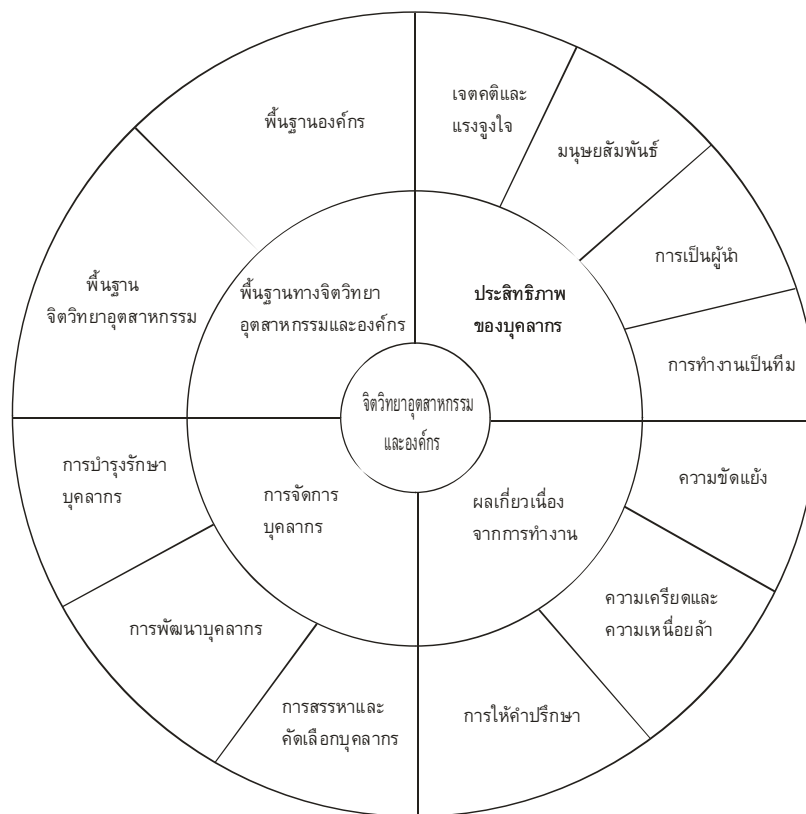 เจตคติและ
แรงจูงใจ
พื้นฐานองค์กร
มนุษยสัมพันธ์
การเป็นผู้นำ
พื้นฐาน
จิตวิทยาอุตสาหกรรม
พื้นฐานทางจิตวิทยา
อุตสาหกรรมและองค์กร
ประสิทธิภาพ
ของบุคลากร
การทำงานเป็นทีม
จิตวิทยาอุตสาหกรรม
และองค์กร
การบำรุงรักษา
บุคลากร
การจัดการ
บุคลากร
ผลเกี่ยวเนื่อง
จากการทำงาน
ความขัดแย้ง
ความเครียดและ
ความเหนื่อยล้า
การพัฒนาบุคลากร
การสรรหาและ
คัดเลือกบุคลากร
การให้คำปรึกษา